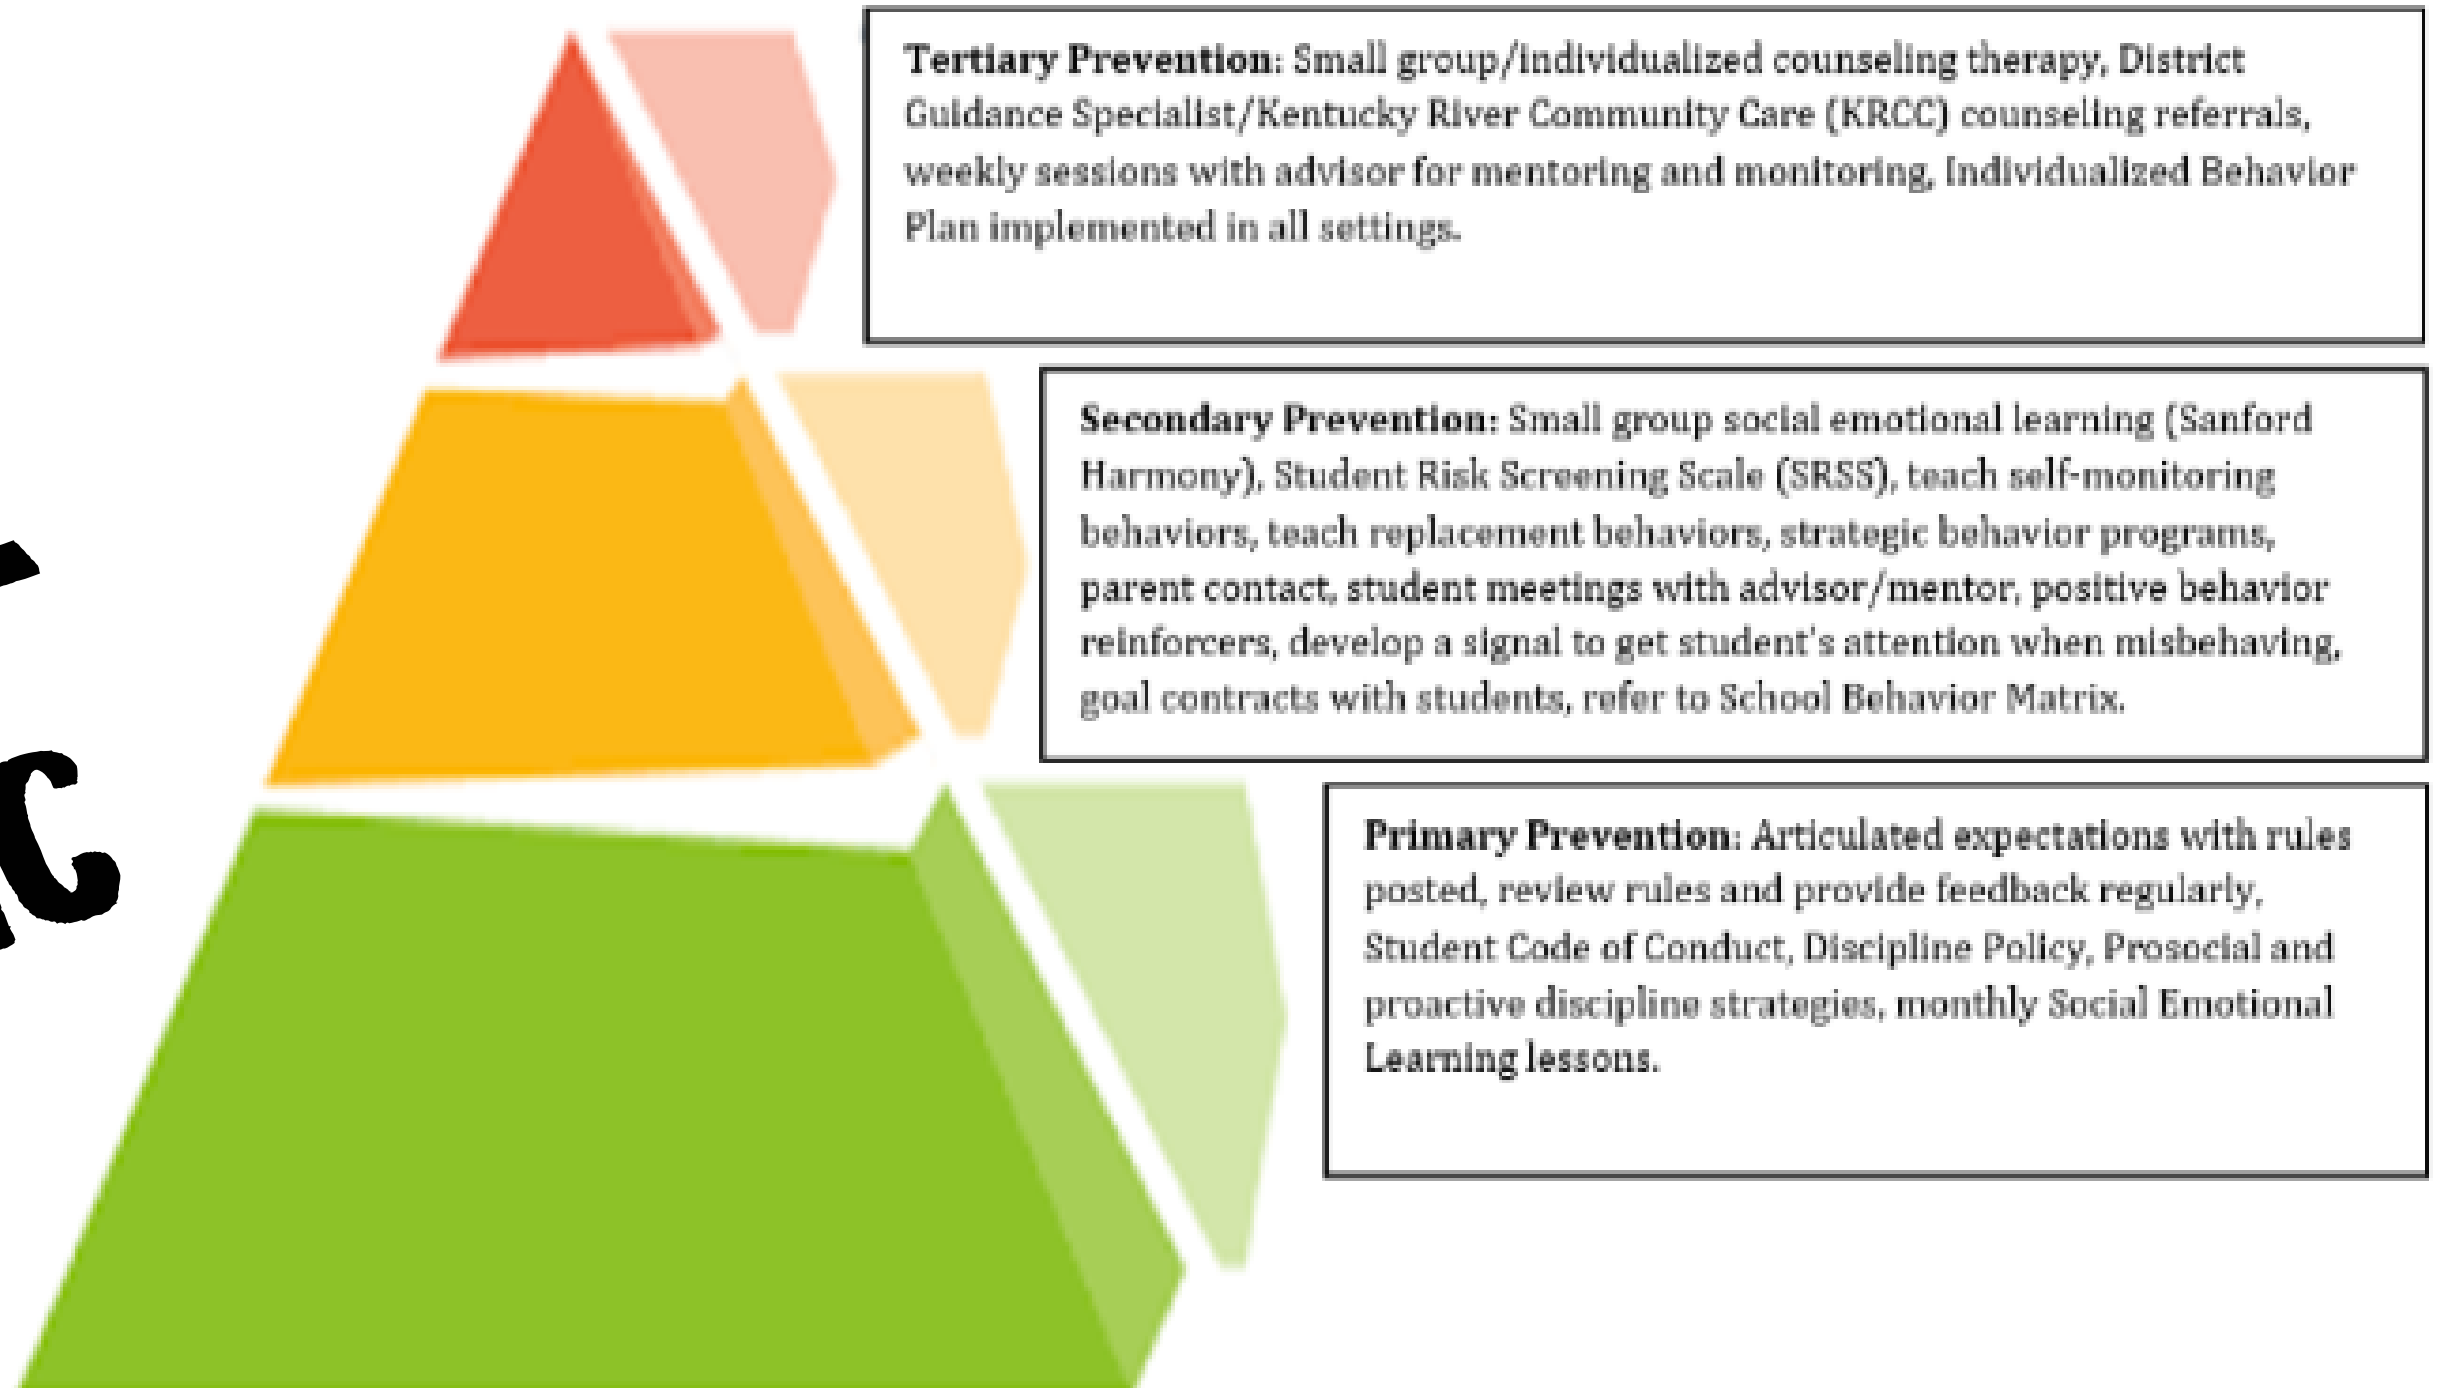 Tertiary Prevention: Small group/individualized counseling therapy, District
Guidance Specialist/Kentucky River Community Care (KRCC) counseling referrals,
weekly sessions with advisor for mentoring and monitoring, Individualized Behavior
Plan implemented in all settings.
Secondary Prevention: Small group social emotional learning (Sanford
Harmony), Student Risk Screening Scale (SRSS), teach self-monitoring
behaviors, teach replacement behaviors, strategic behavior programs,
parent contact, student meetings with advisor/mentor, positive behavior
reinforcers, develop a signal to get student's attention when misbehaving,
goal contracts with students, refer to School Behavior Matrix.
Primary Prevention: Articulated expectations with rules
posted, review rules and provide feedback regularly,
Student Code of Conduct, Discipline Policy, Prosocial and
proactive discipline strategies, monthly Social Emotional
Learning lessons.